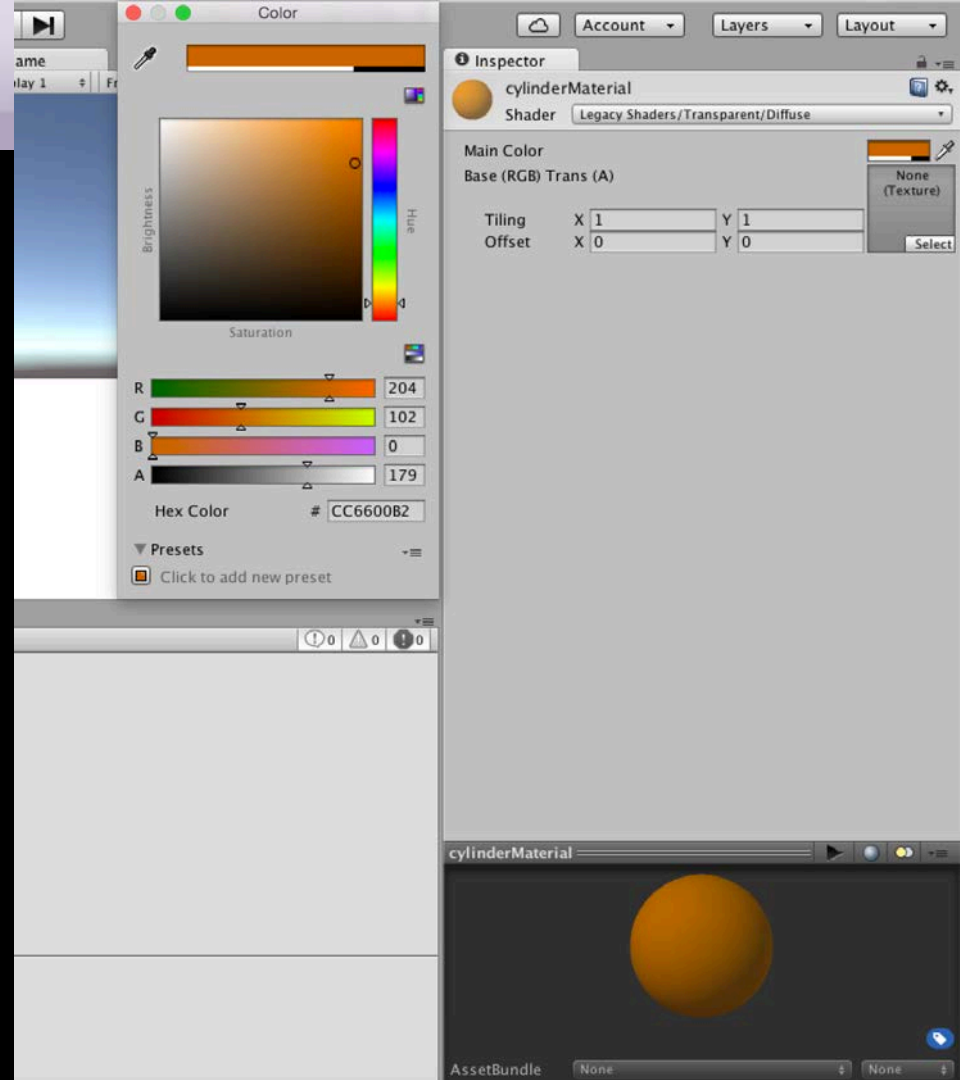 Color
Account
Layers
Layout
ame
Inspector
lay 1
Fr
cylinderMaterial
Shader
Legacy Shaders/Transparent/Diffuse
Main Color
Base (RGB) Trans (A)
None
(Texture)
Tiling X 1 Y 1
Offset X 0 Y 0
Select
Brightness
Hue
Saturation
R 204
G 102
B 0
A 179
Hex Color # CC6600B2
Presets
Click to add new preset
0 0 0
cylinderMaterial
AssetBundle None None